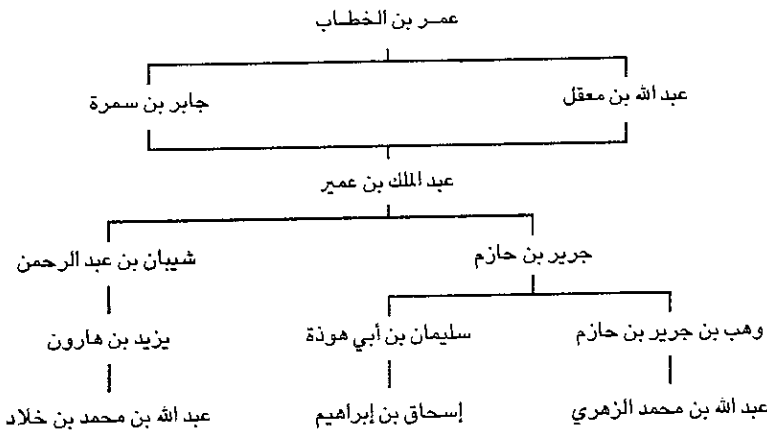 عمـر بن الخطـاب
عبد الله بن معقل جابر بن سمرة
عبد الملك بن عمير
جرير بن حازم شيبان بن عبد الرحمن
وهب بن جرير بن حازم سليمان بن أبي هوذة يزيد بن هارون
عبد الله بن محمد الزهري إسحاق بن إبراهيم عبد الله بن محمد بن خلاد